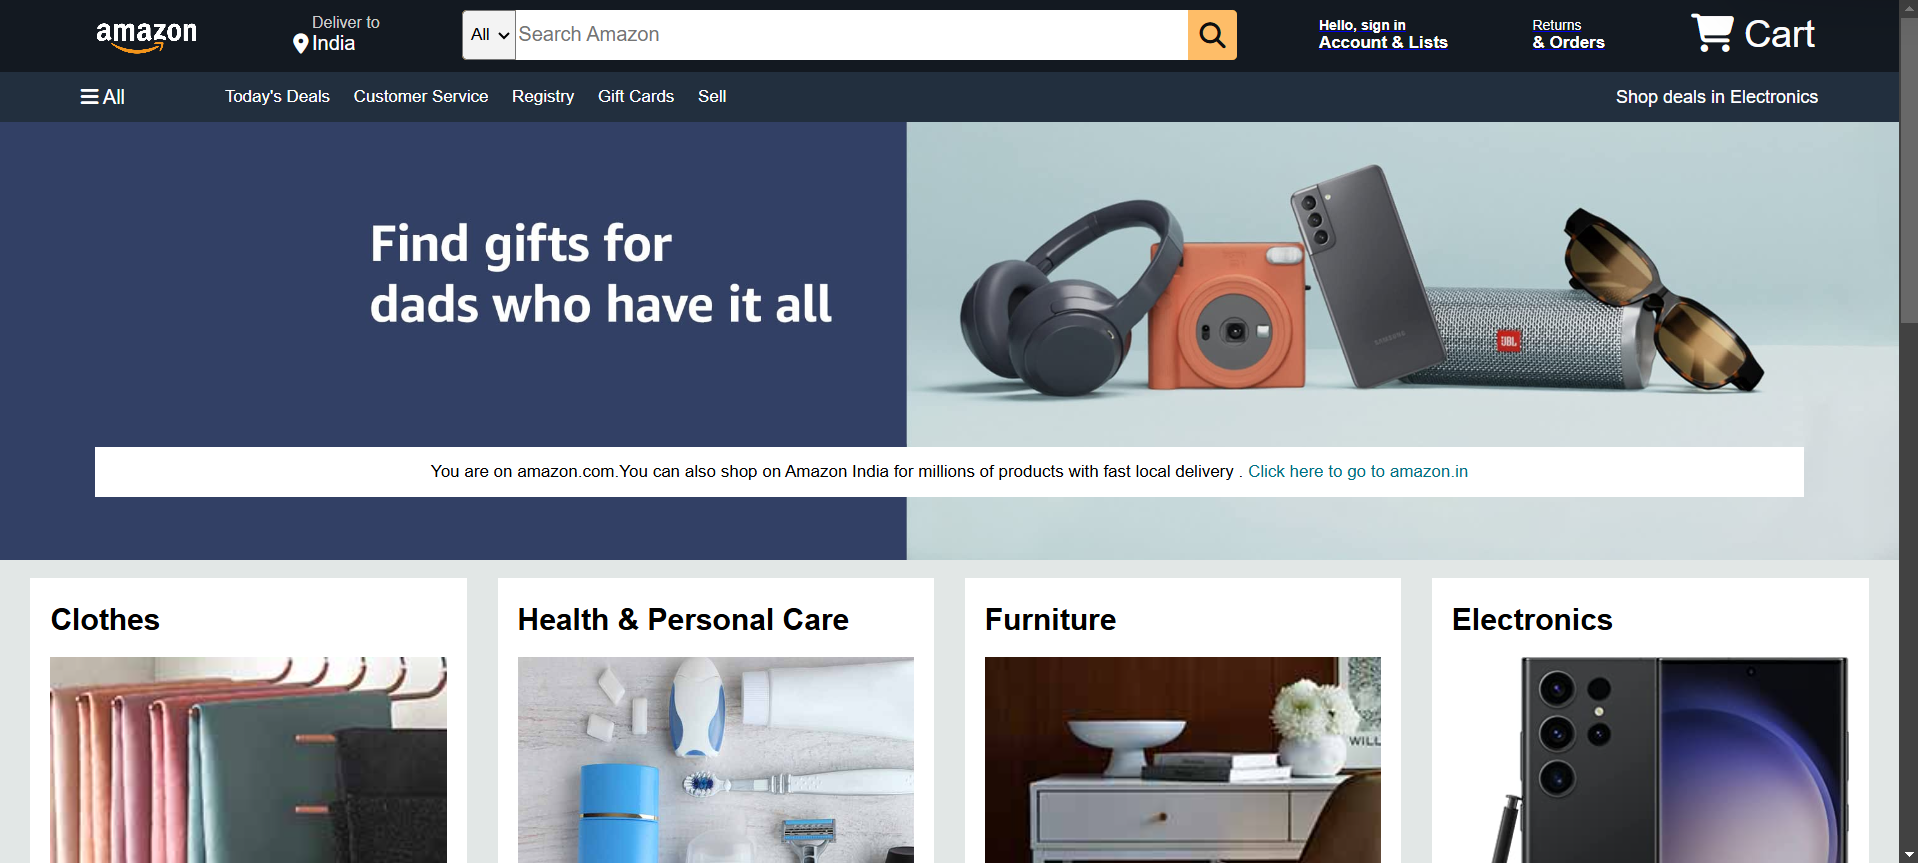 amazon
Deliver to
India
All
Search Amazon
Hello, sign in
Account & Lists
Returns
& Orders
Cart
All
Today's Deals
Customer Service
Registry
Gift Cards
Sell
Shop deals in Electronics
Find gifts for
dads who have it all
SAMSUNG
JBL
You are on amazon.com.You can also shop on Amazon India for millions of products with fast local delivery . Click here to go to amazon.in
Clothes
Health & Personal Care
Furniture
Electronics
WILL